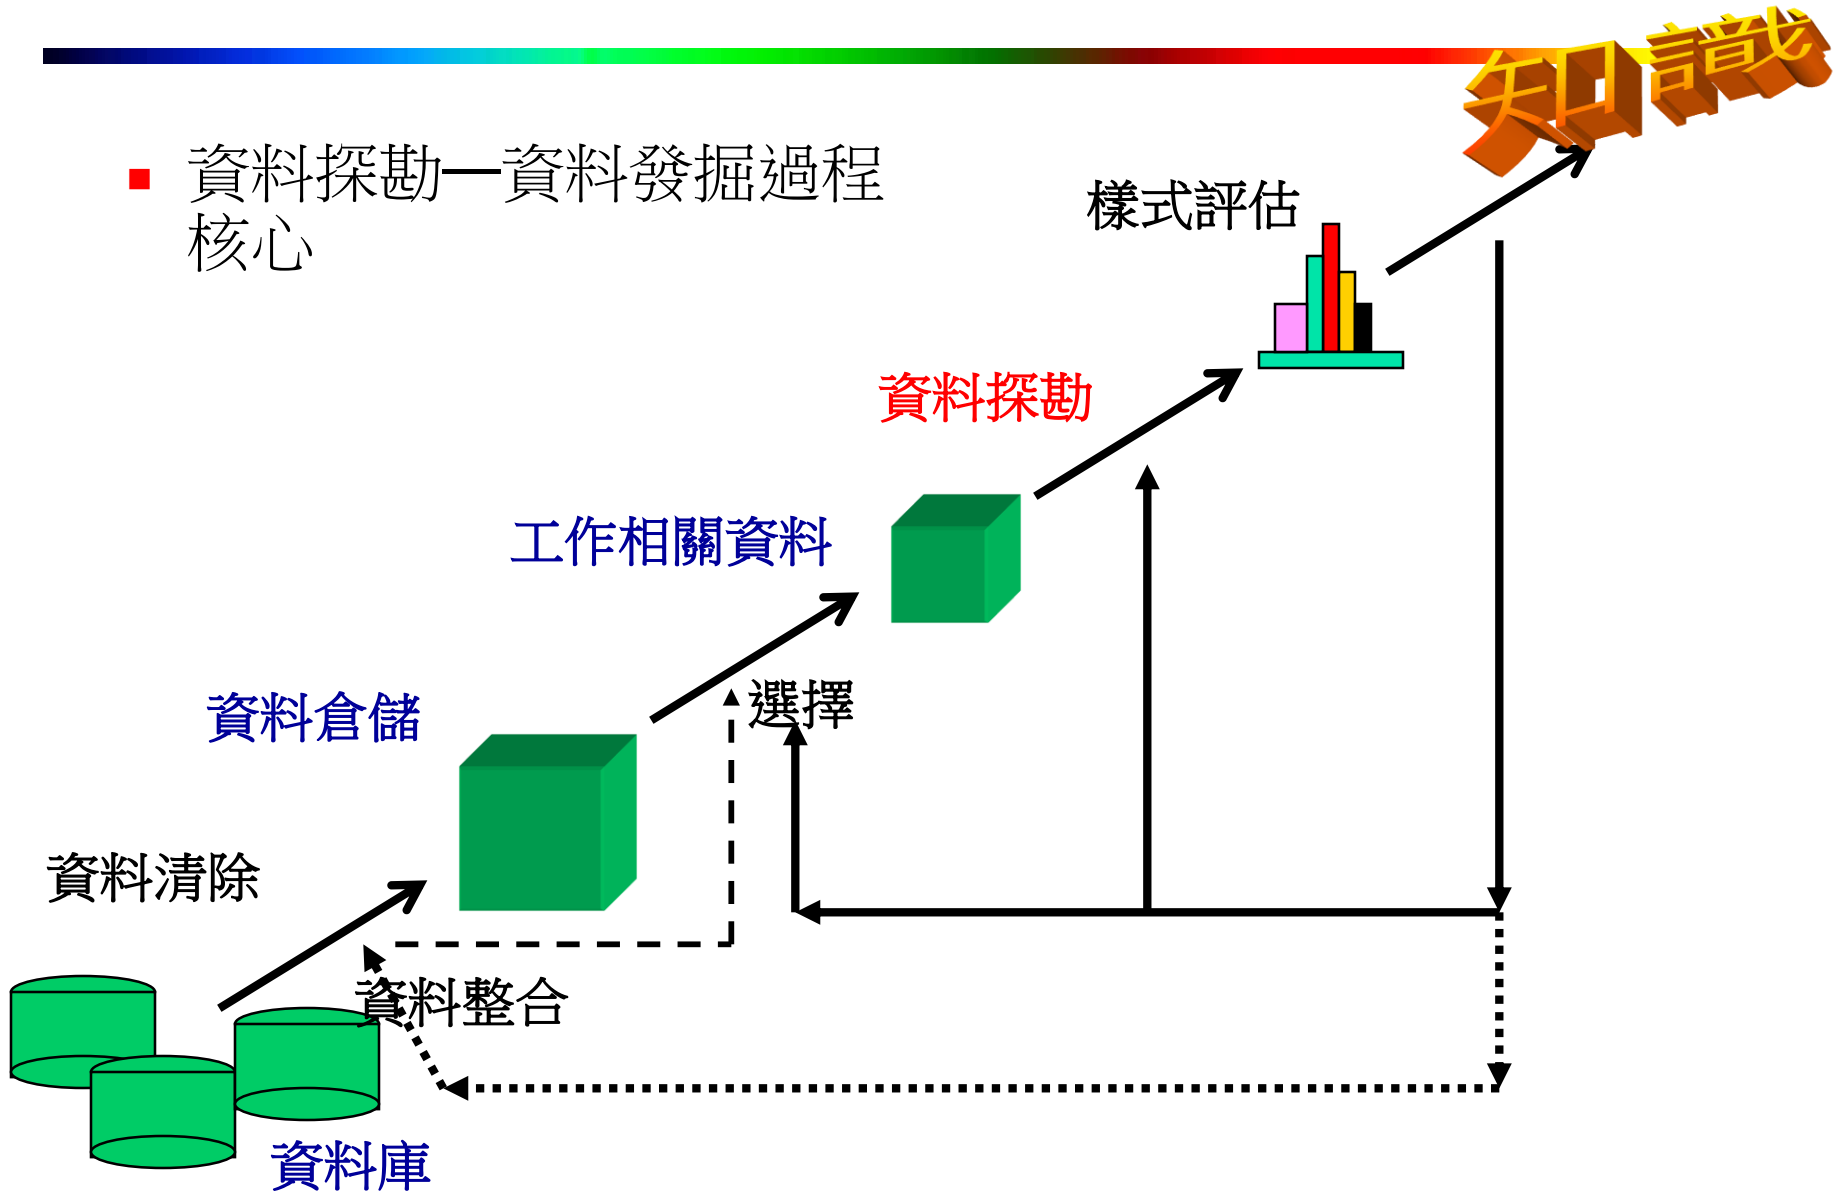 知識
資料探勘—資料發掘過程
核心
樣式評估
資料探勘
工作相關資料
選擇
資料倉儲
資料清除
資料整合
資料庫